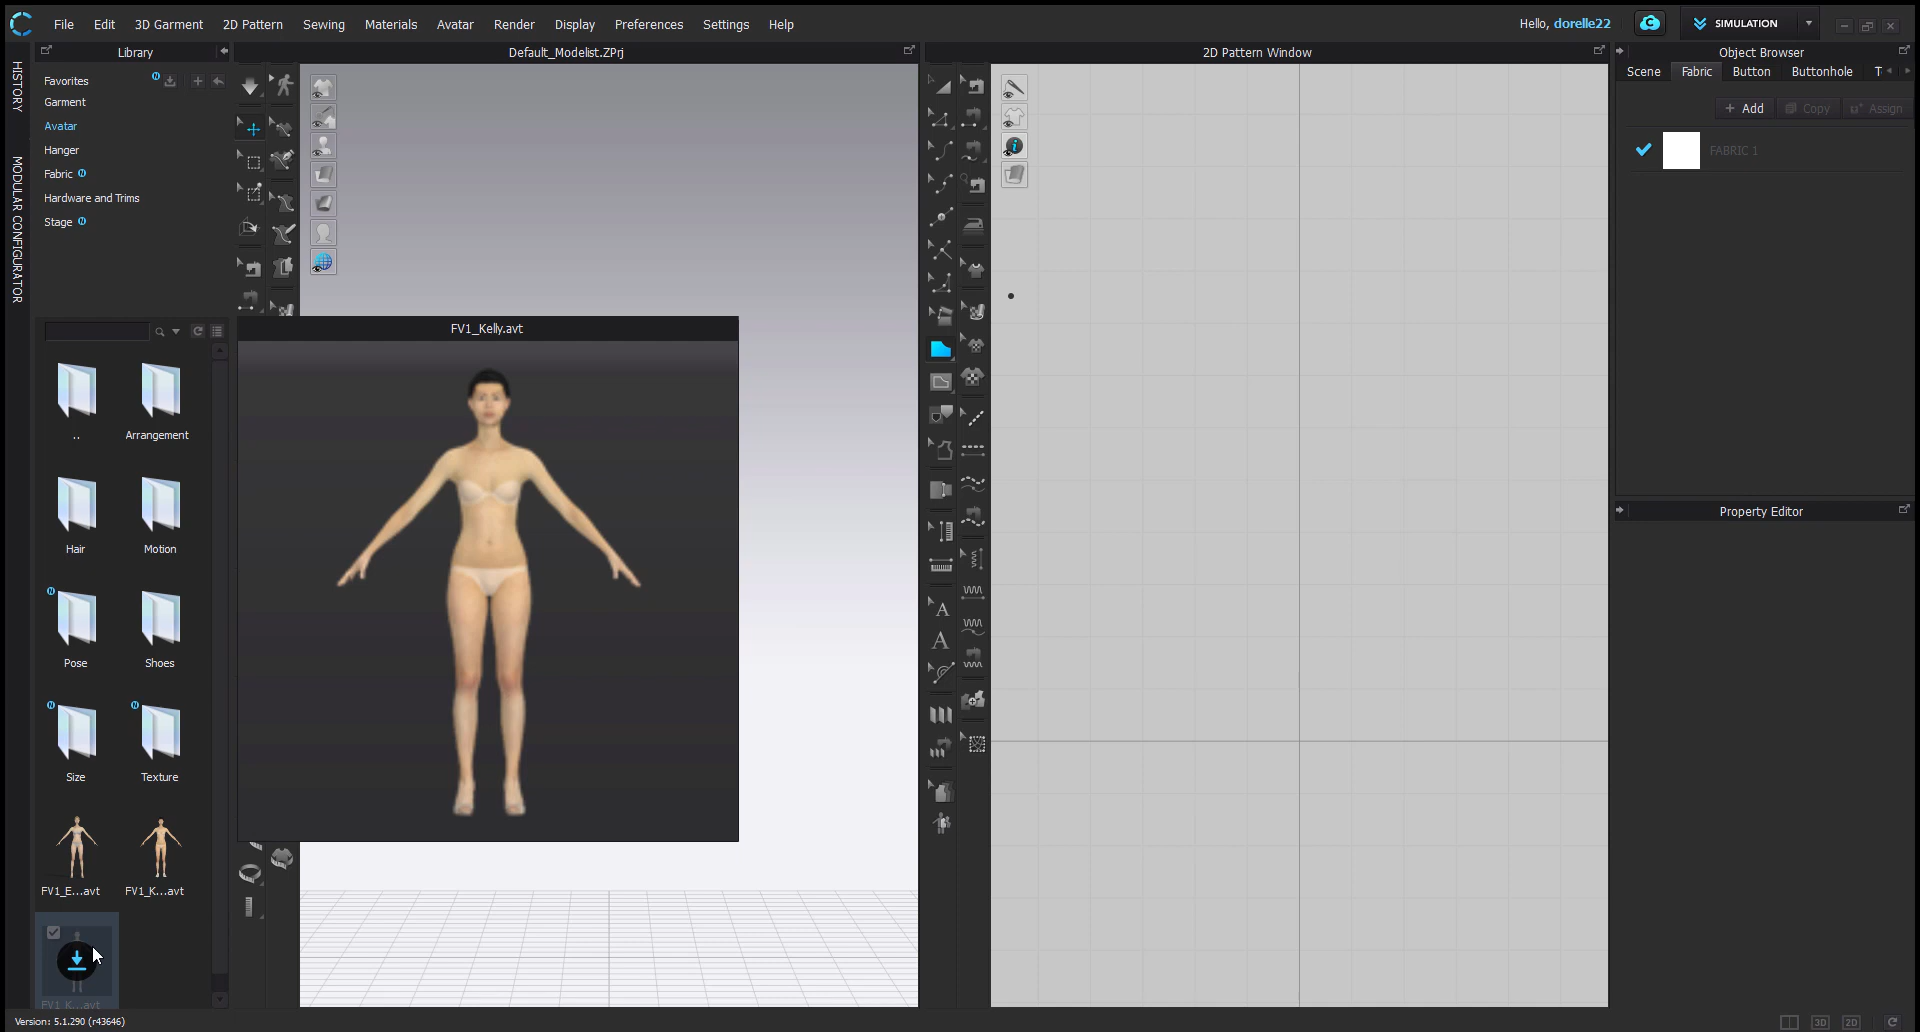 File Edit 3D Garment 2D Pattern Sewing Materials Avatar Render Display Preferences Settings Help
Hello, dorelle22
SIMULATION
Library
Default_Modelist.ZPrj
2D Pattern Window
Object Browser
HISTORY
MODULAR CONFIGURATOR
Favorites
Garment
Avatar
Hanger
Fabric
Hardware and Trims
Stage
Scene Fabric Button Buttonhole T
+ Add Copy Assign
FABRIC 1
FV1_Kelly.avt
.. Arrangement
Hair Motion
Pose Shoes
Size Texture
FV1_E...avt FV1_K...avt
FV1_K...avt
A
A
Property Editor
Version: 5.1.290 (r43646)
3D 2D